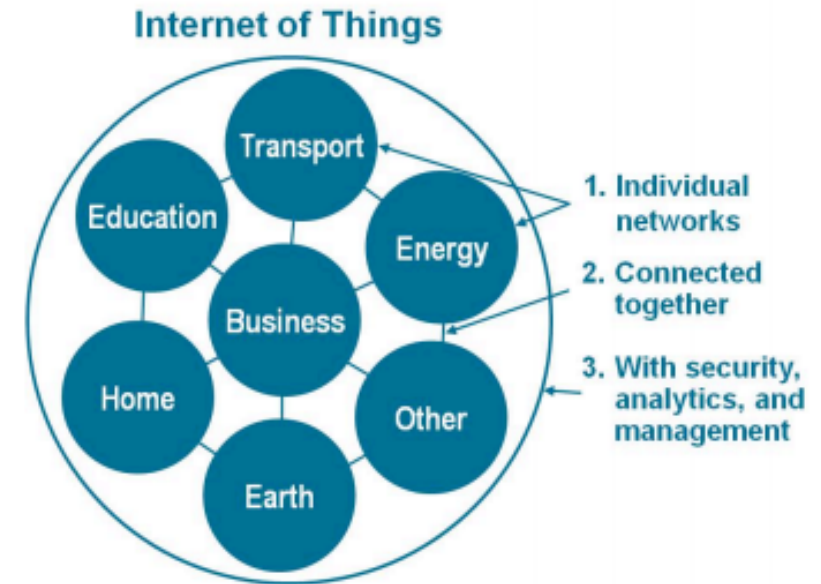 Internet of Things
Transport
Education
Energy
Business
Home
Other
Earth
1. Individual
networks
2. Connected
together
3. With security,
analytics, and
management